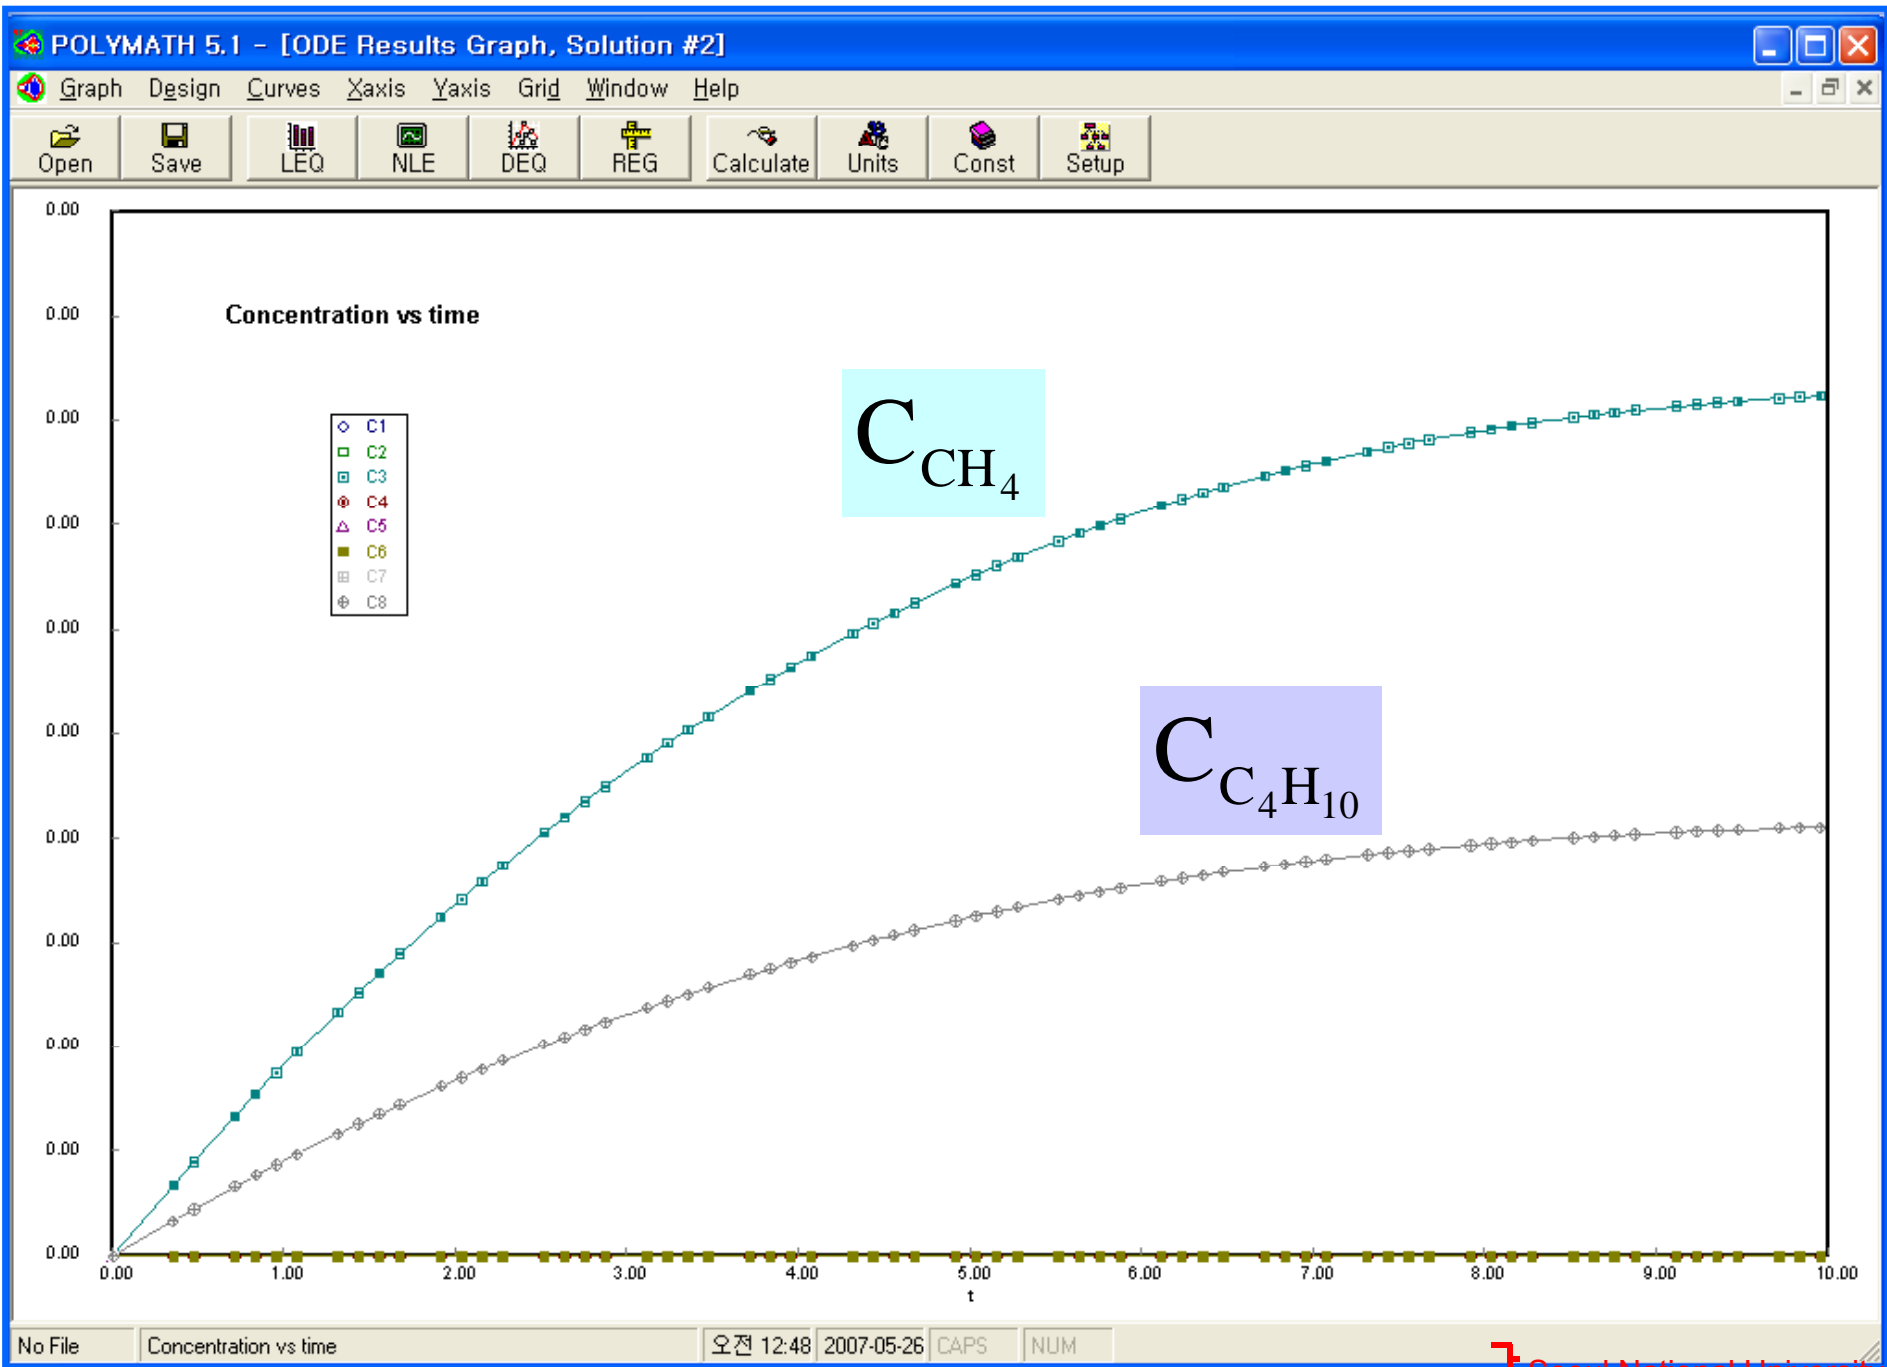 POLYMATH 5.1 - [ODE Results Graph, Solution #2]
Graph Design Curves Xaxis Yaxis Grid Window Help
Open Save LEQ NLE DEQ REG Calculate Units Const Setup
0.00
0.00
Concentration vs time
0.00
C1
C2
C3
C4
C5
C6
C7
C8
C CH4
0.00
0.00
0.00
C C4H10
0.00
0.00
0.00
0.00
0.00
0.00 1.00 2.00 3.00 4.00 5.00 6.00 7.00 8.00 9.00 10.00
t
No File Concentration vs time 오전 12:48 2007-05-26 CAPS NUM
Seoul National University